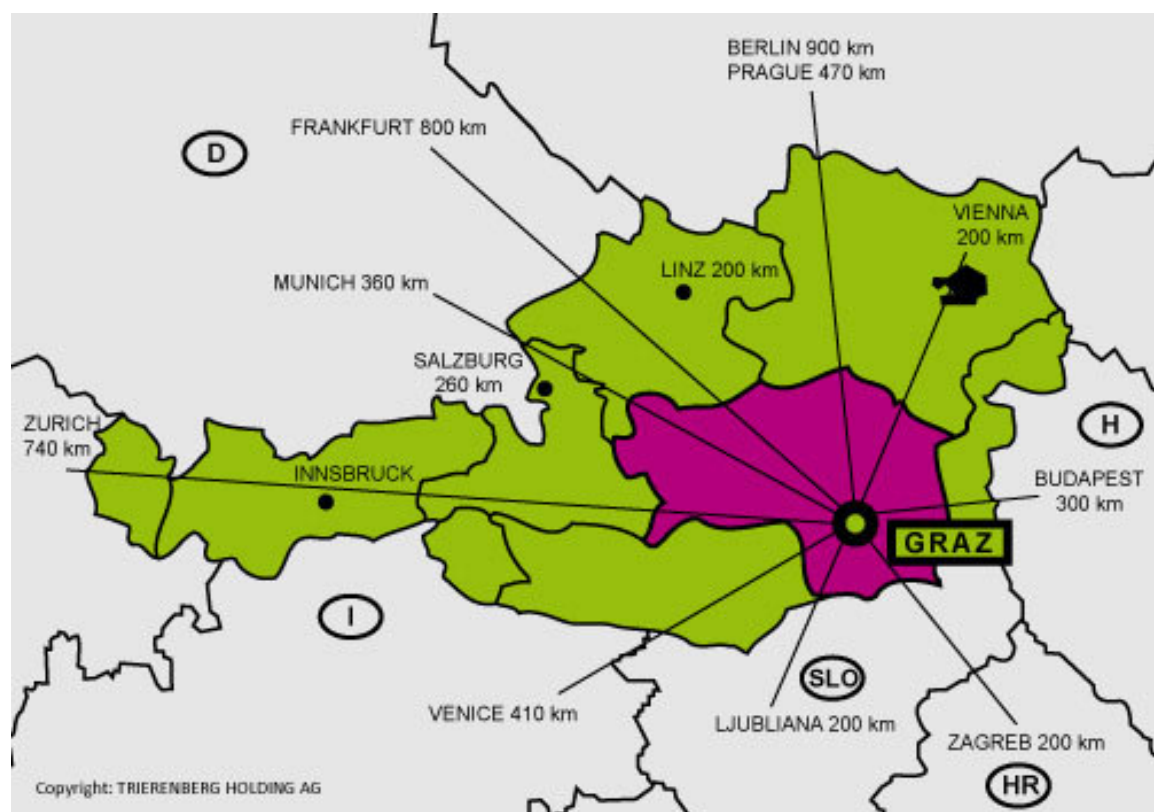 BERLIN 900 km
PRAGUE 470 km
FRANKFURT 800 km
D
VIENNA
200 km
LINZ 200 km
MUNICH 360 km
SALZBURG
260 km
ZURICH
740 km
H
INNSBRUCK
BUDAPEST
300 km
GRAZ
I
SLO
VENICE 410 km
LJUBLIANA 200 km
ZAGREB 200 km
HR
Copyright: TRIERENBERG HOLDING AG